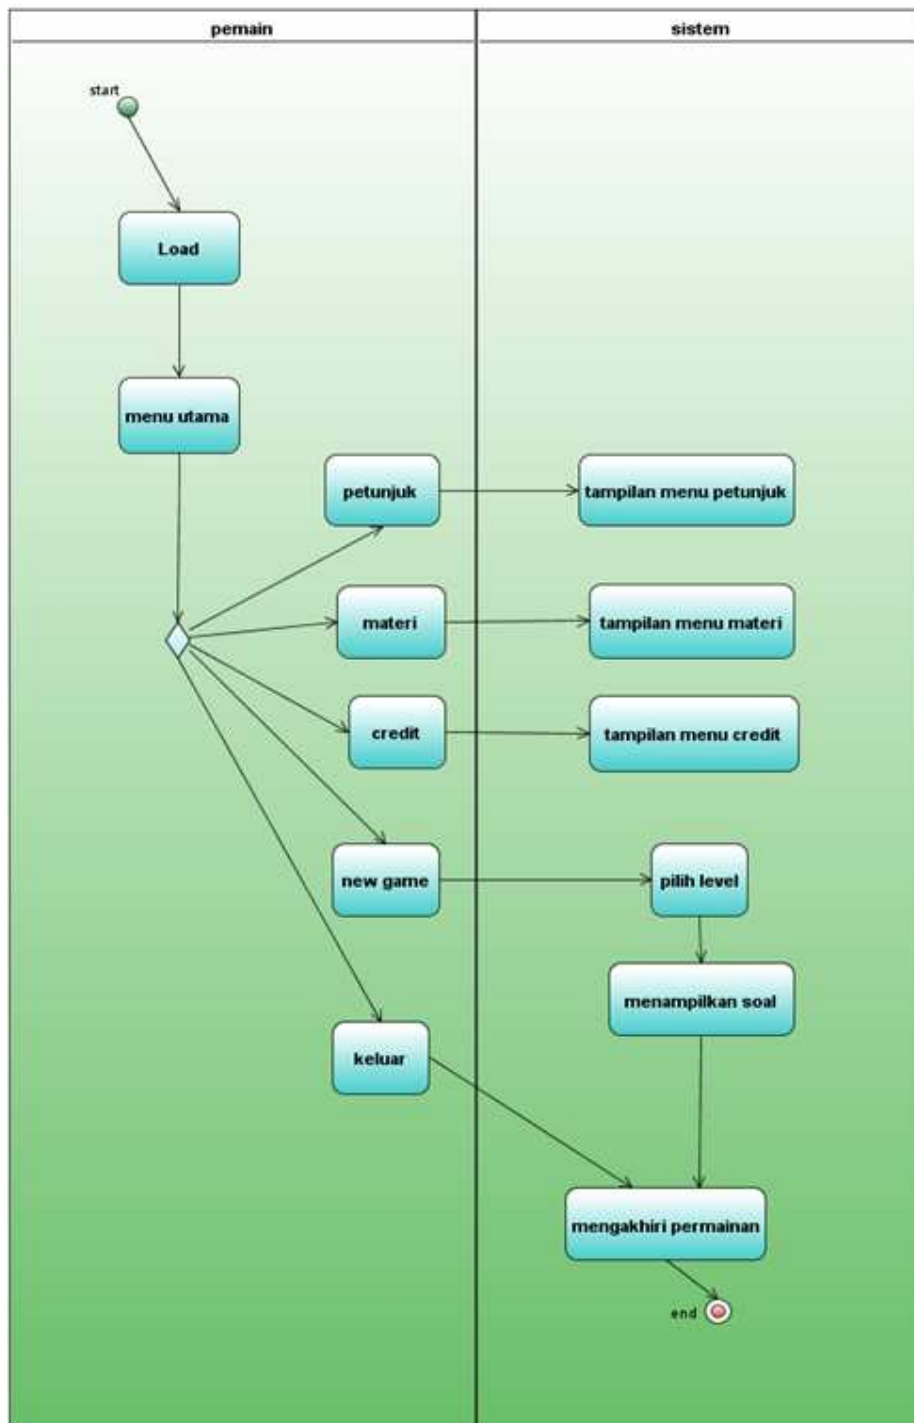 pemain
sistem
start
Load
menu utama
petunjuk
tampilan menu petunjuk
materi
tampilan menu materi
credit
tampilan menu credit
new game
pilih level
menampilkan soal
keluar
mengakhiri permainan
end